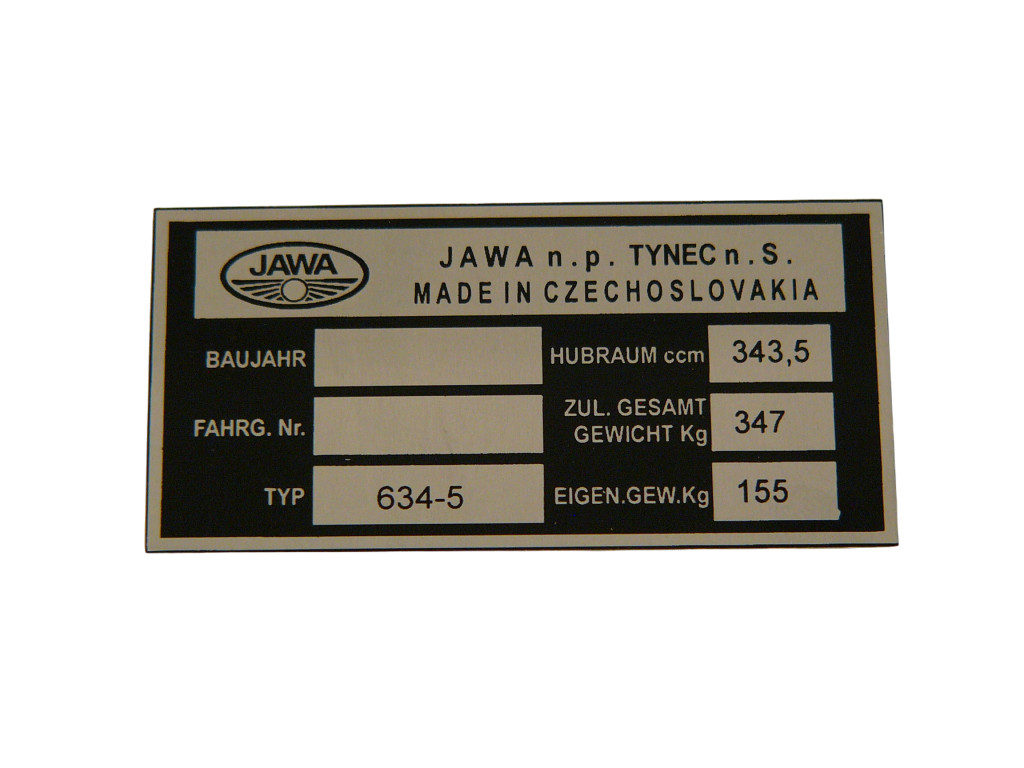 JAWA
JAWA n.p. TYNEC n.S.
MADE IN CZECHOSLOVAKIA
BAUJAHR
HUBRAUM ccm 343,5
FAHRG. Nr.
ZUL. GESAMT
GEWICHT Kg 347
TYP 634-5
EIGEN.GEW.Kg 155